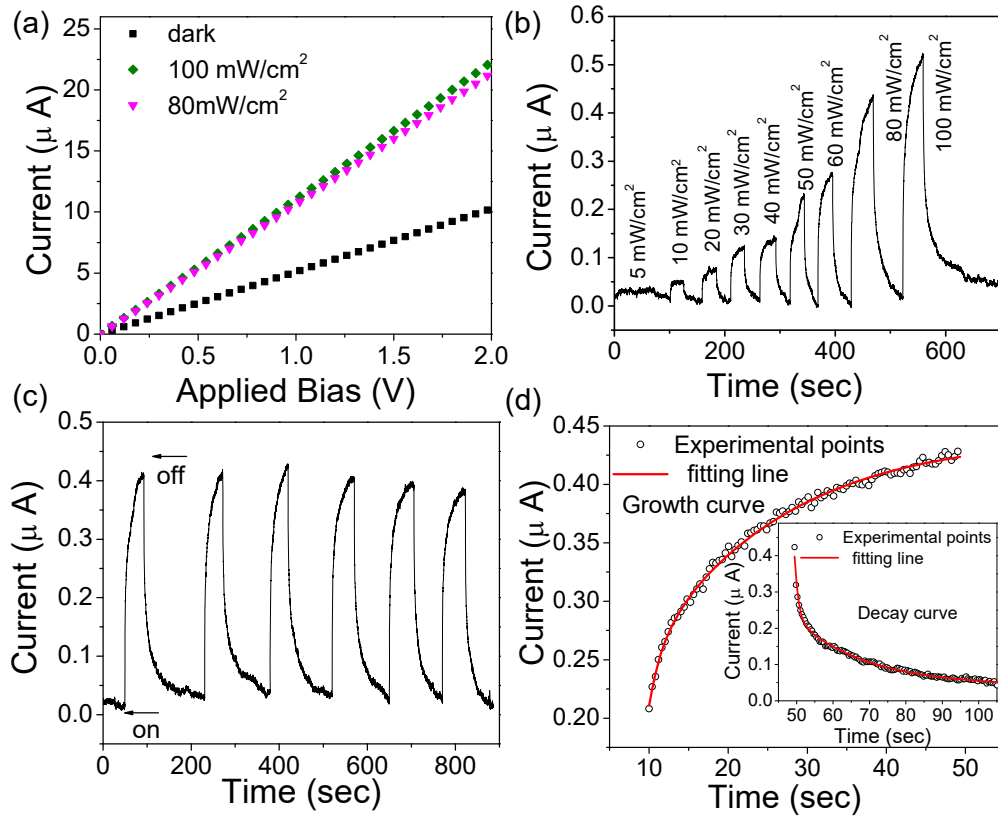 (a)
25
20
15
10
5
0
0.0 0.5 1.0 1.5 2.0
Current (μ A)
Applied Bias (V)
dark
100 mW/cm²
80mW/cm²
(b)
0.6
0.5
0.4
0.3
0.2
0.1
0.0
0 200 400 600
Current (μ A)
Time (sec)
5 mW/cm²
10 mW/cm²
20 mW/cm²
30 mW/cm²
40 mW/cm²
50 mW/cm²
60 mW/cm²
80 mW/cm²
100 mW/cm²
(c)
0.5
0.4
0.3
0.2
0.1
0.0
0 200 400 600 800
Current (μ A)
Time (sec)
off
on
(d)
0.45
0.40
0.35
0.30
0.25
0.20
10 20 30 40 50
Current (μ A)
Time (sec)
Experimental points
fitting line
Growth curve
0.4
0.3
0.2
0.1
0.0
50 60 70 80 90 100
Current (μ A)
Time (sec)
Experimental points
fitting line
Decay curve